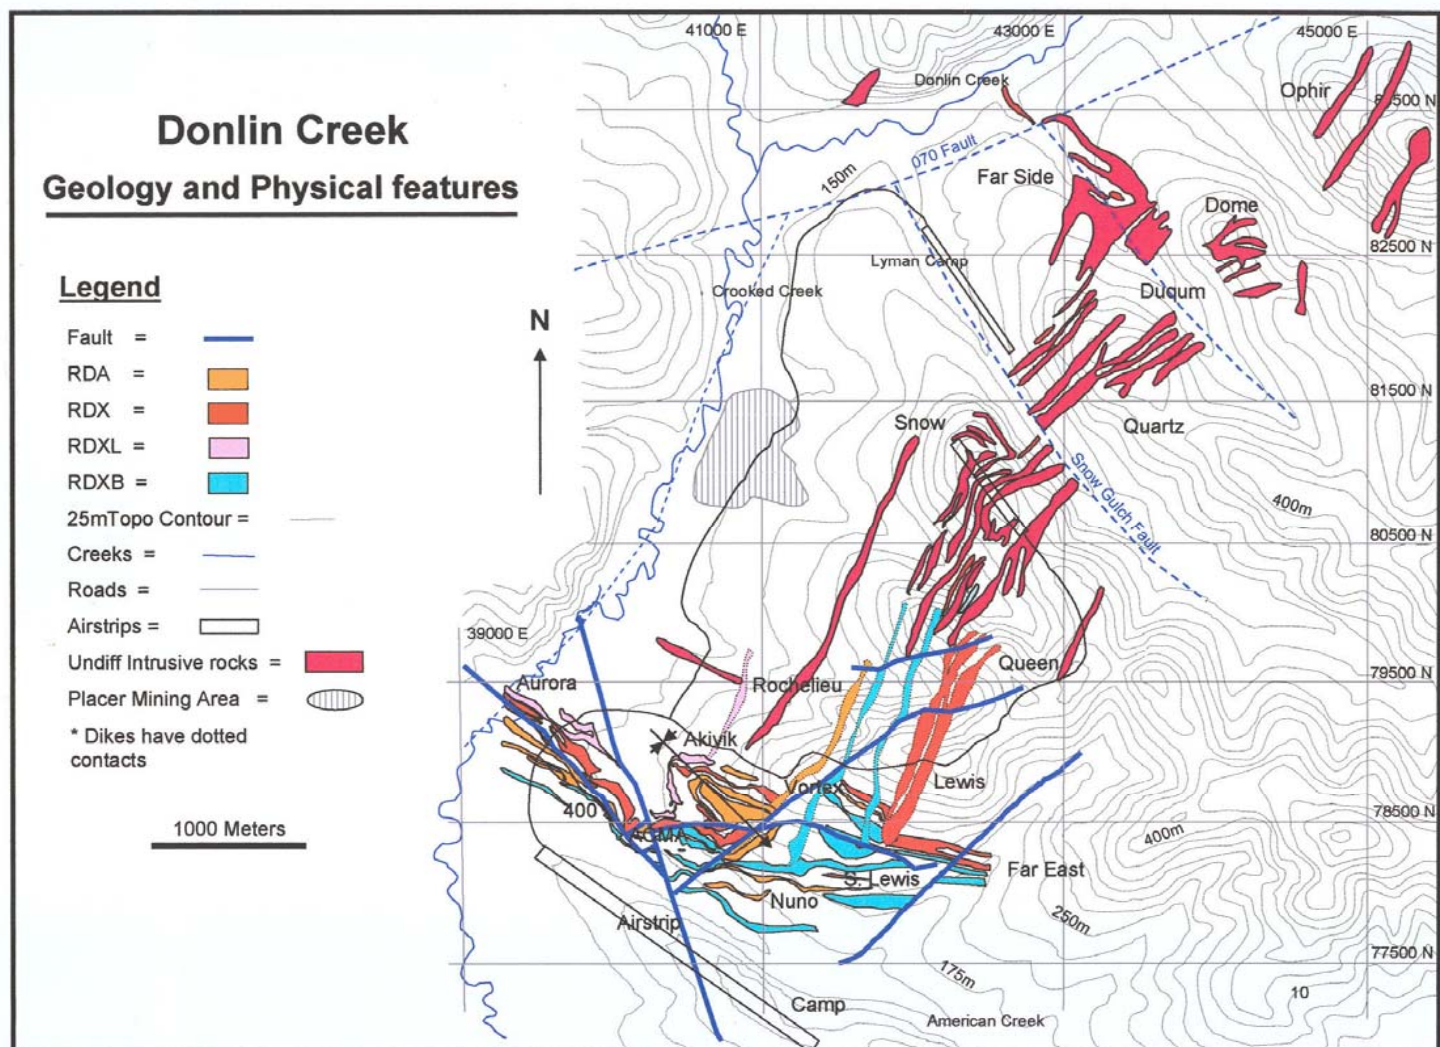 Donlin Creek
Geology and Physical features
Legend
Fault =
RDA =
RDX =
RDXL =
RDXB =
25mTopo Contour =
Creeks =
Roads =
Airstrips =
Undiff Intrusive rocks =
Placer Mining Area =
* Dikes have dotted
contacts
1000 Meters
N
41000 E
43000 E
45000 E
Donlin Creek
Ophir
070 Fault
150m
Far Side
Dome
82500 N
Lyman Camp
Crooked Creek
Duqum
81500 N
Snow
Quartz
Snow Gulch Fault
400m
80500 N
39000 E
Queen
79500 N
Aurora
Rochelieu
Akivik
Vortex
Lewis
400
78500 N
400m
Far East
S. Lewis
Nuno
250m
Airstrip
77500 N
175m
Camp
10
American Creek